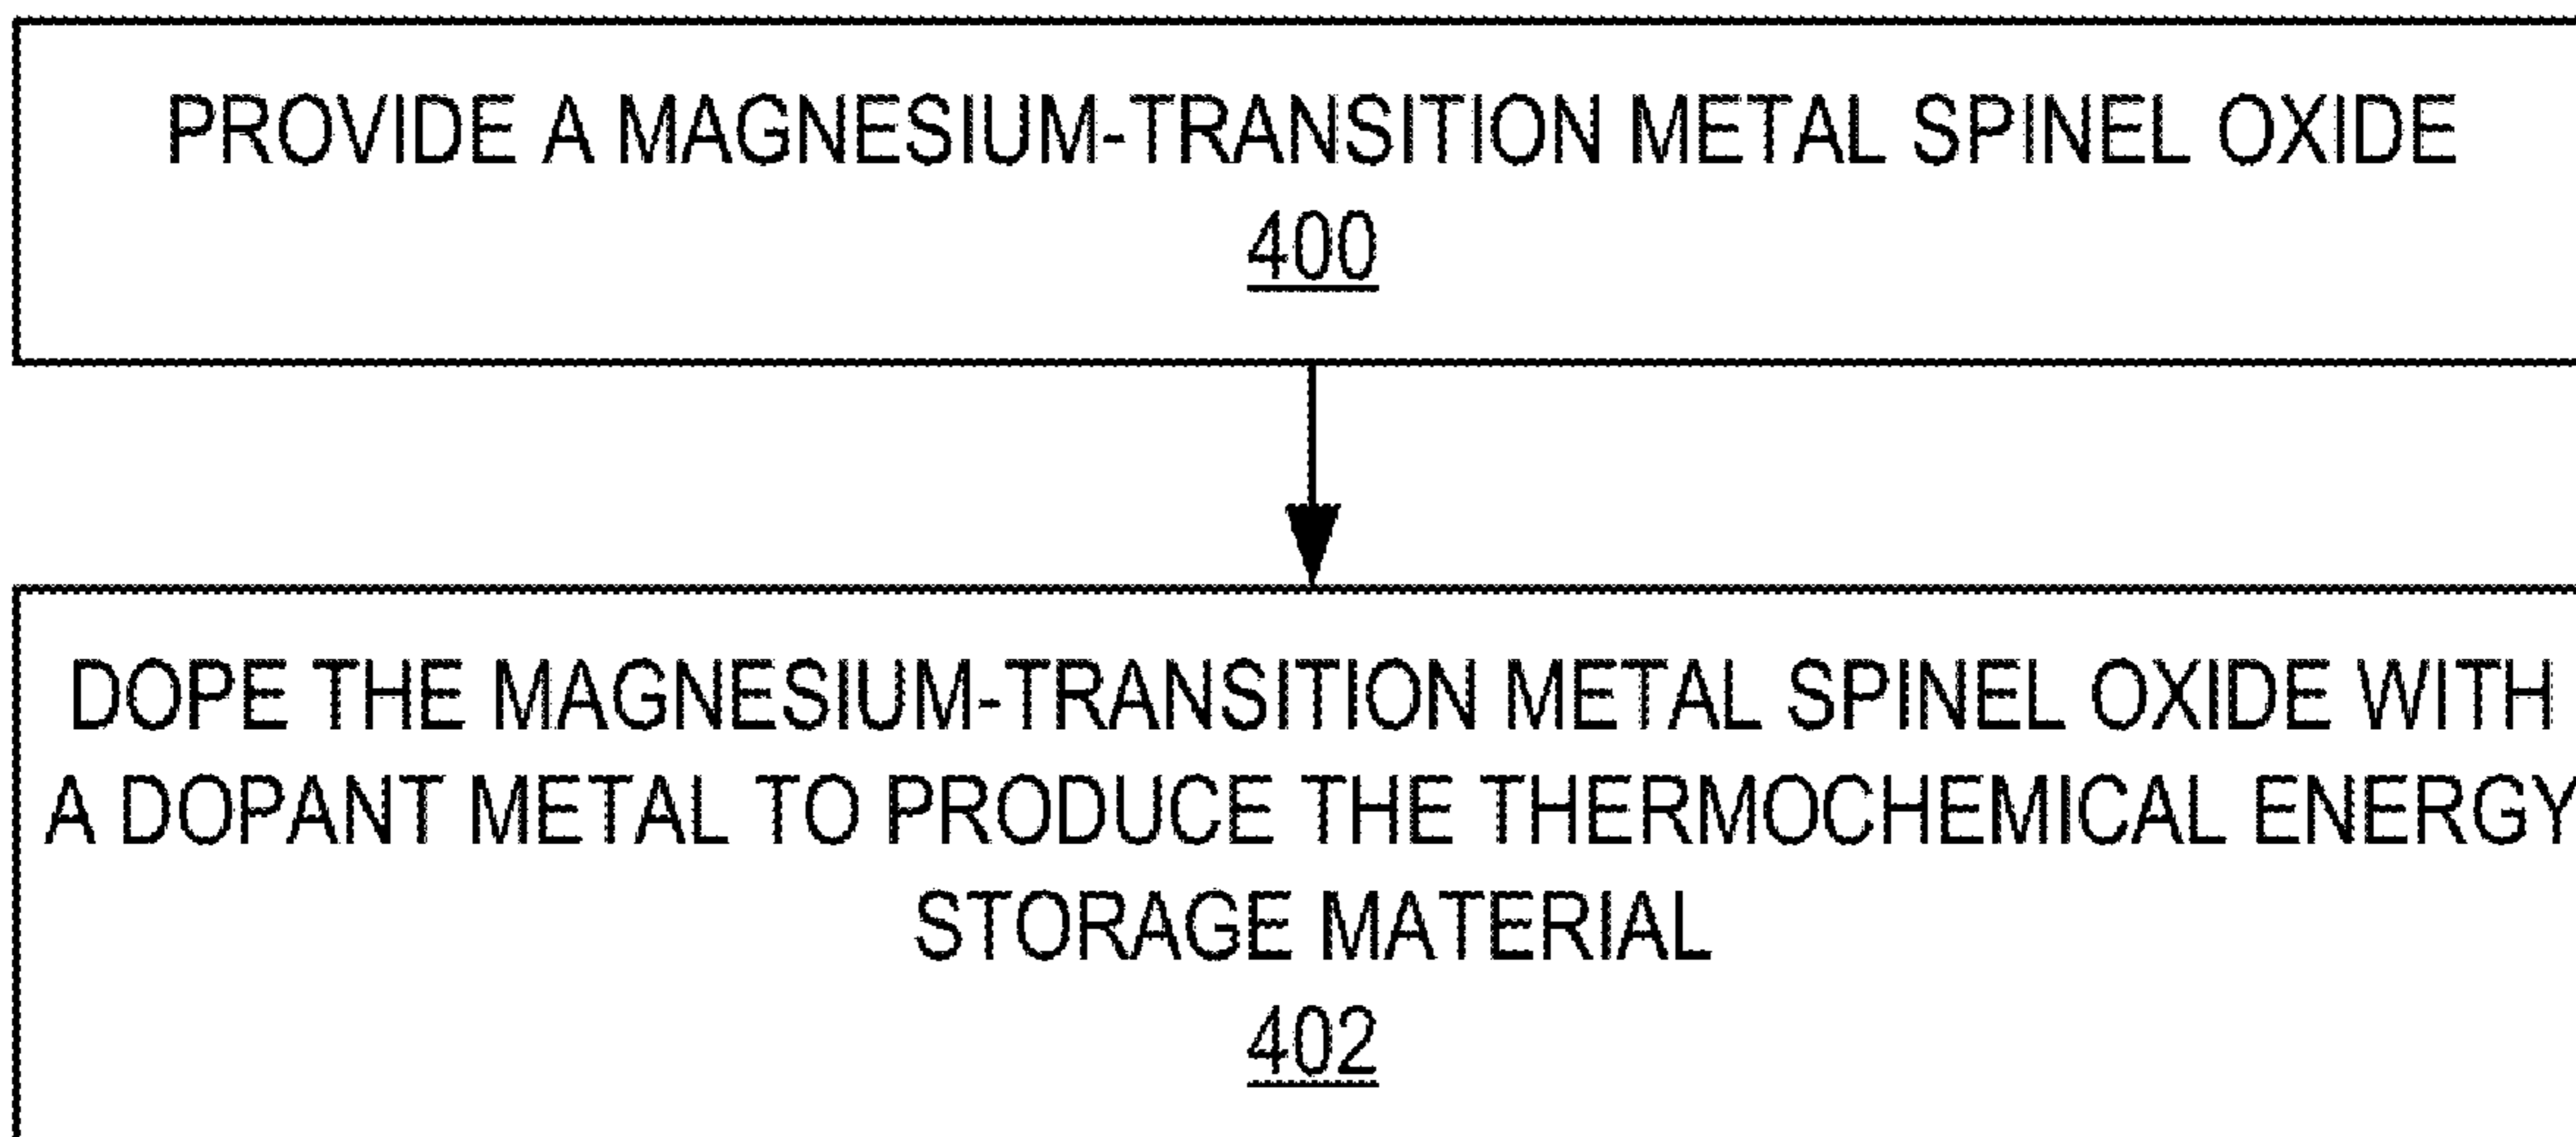 PROVIDE A MAGNESIUM-TRANSITION METAL SPINEL OXIDE
400
DOPE THE MAGNESIUM-TRANSITION METAL SPINEL OXIDE WITH
A DOPANT METAL TO PRODUCE THE THERMOCHEMICAL ENERGY
STORAGE MATERIAL
402